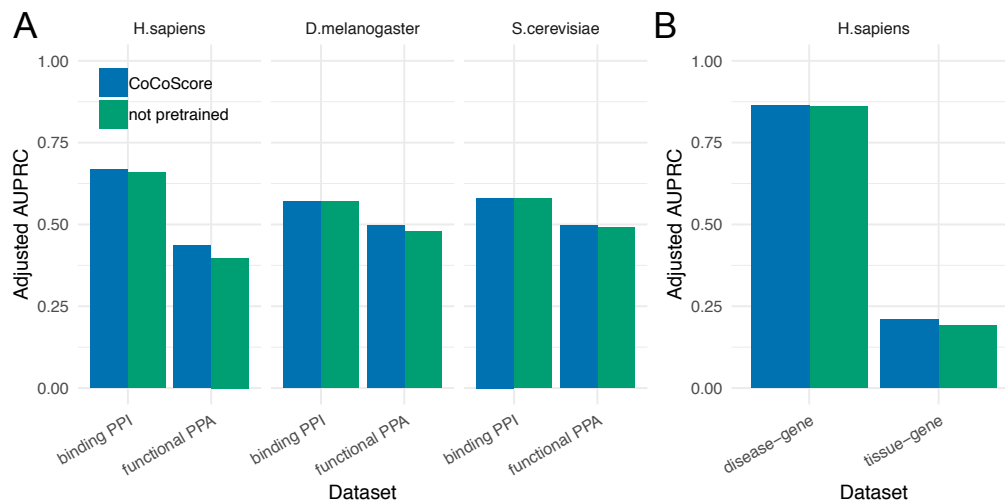 A
H.sapiens
D.melanogaster
S.cerevisiae
Adjusted AUPRC
1.00
0.75
0.50
0.25
0.00
CoCoScore
not pretrained
binding PPI
functional PPA
binding PPI
functional PPA
binding PPI
functional PPA
Dataset
B
H.sapiens
Adjusted AUPRC
1.00
0.75
0.50
0.25
0.00
disease−gene
tissue−gene
Dataset